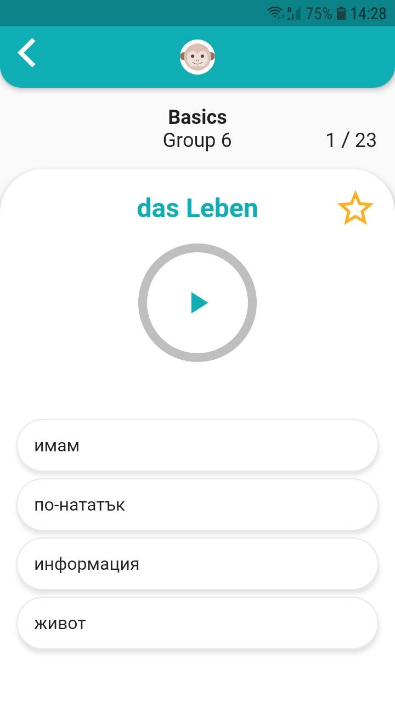 75% 14:28
Basics
Group 6
1 / 23
das Leben
имам
по-нататък
информация
живот